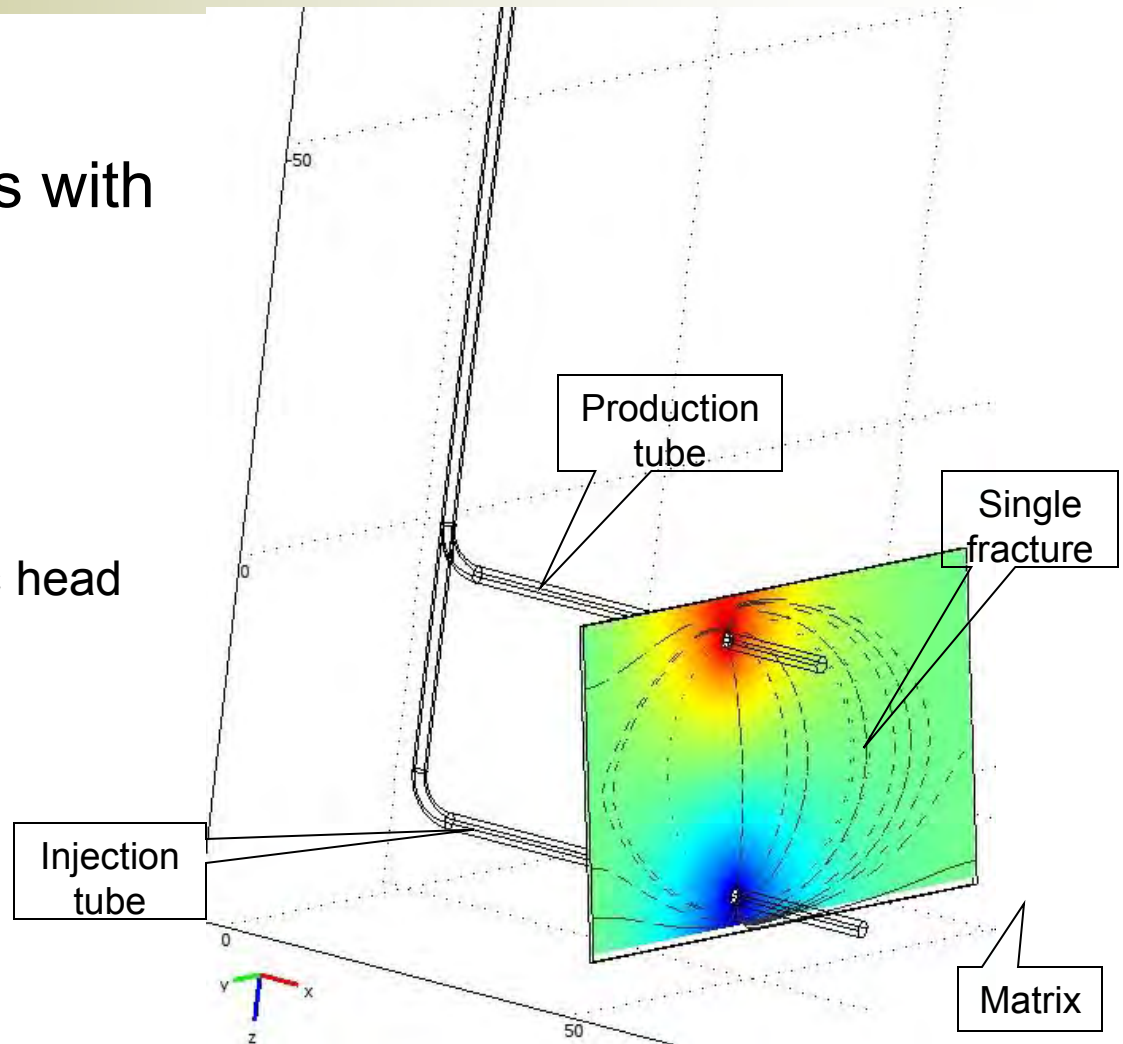 -50
s with
Production
tube
Single
fracture
0
head
Injection
tube
0
y
x
z
50
Matrix